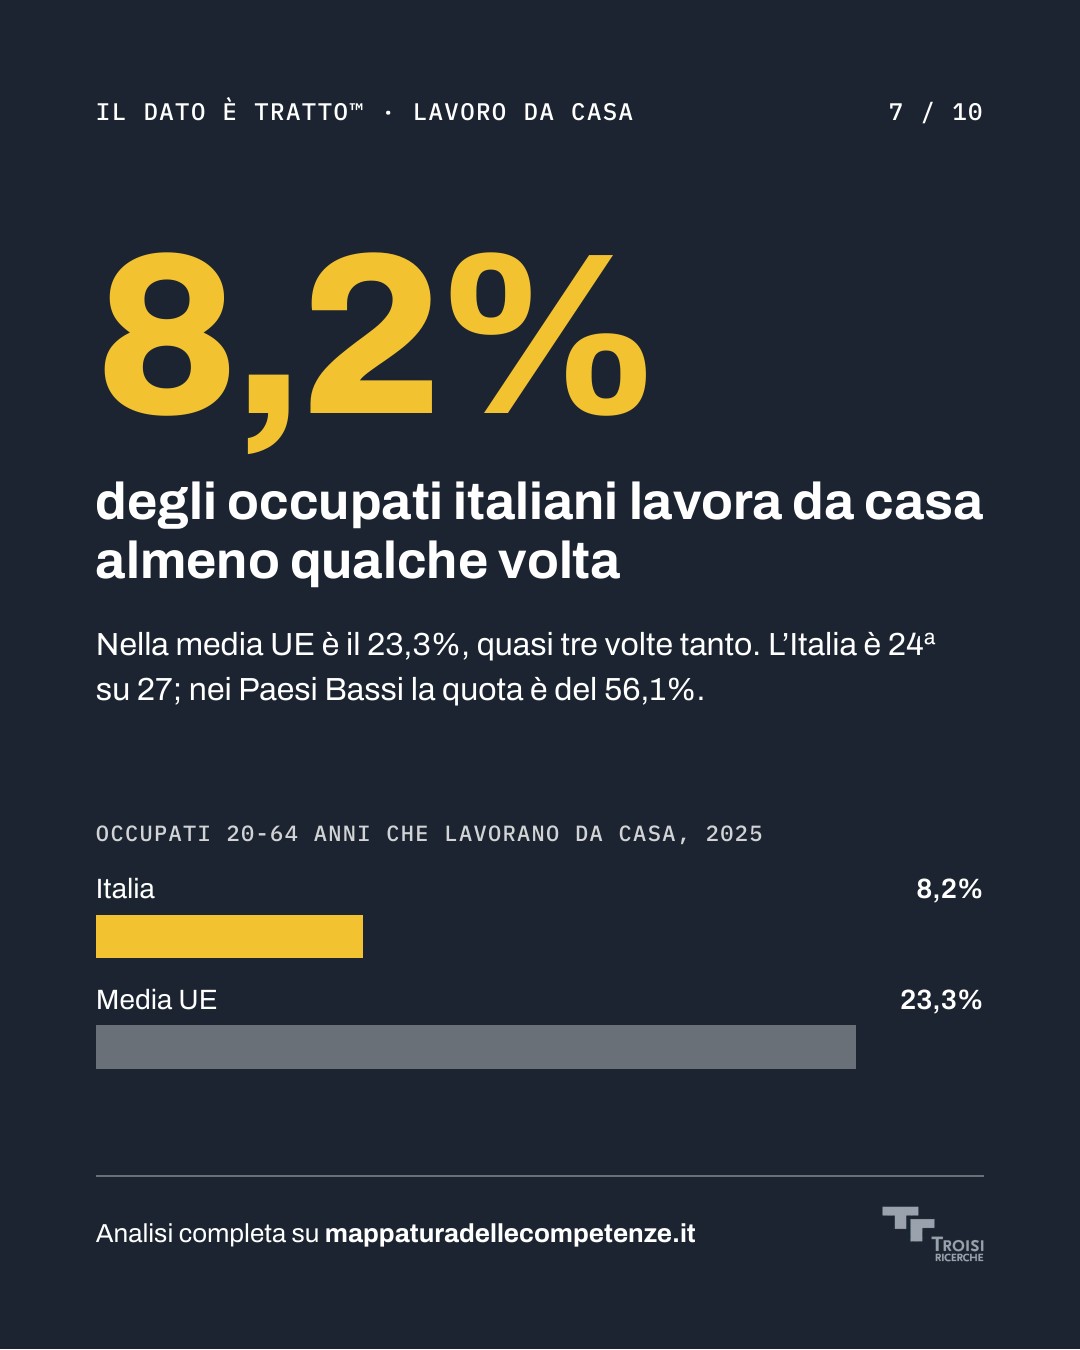 IL DATO È TRATTO™ · LAVORO DA CASA
7 / 10
8,2%
degli occupati italiani lavora da casa
almeno qualche volta
Nella media UE è il 23,3%, quasi tre volte tanto. L’Italia è 24ª
su 27; nei Paesi Bassi la quota è del 56,1%.
OCCUPATI 20-64 ANNI CHE LAVORANO DA CASA, 2025
Italia 8,2%
Media UE 23,3%
Analisi completa su mappaturadellecompetenze.it
TROISI
RICERCHE